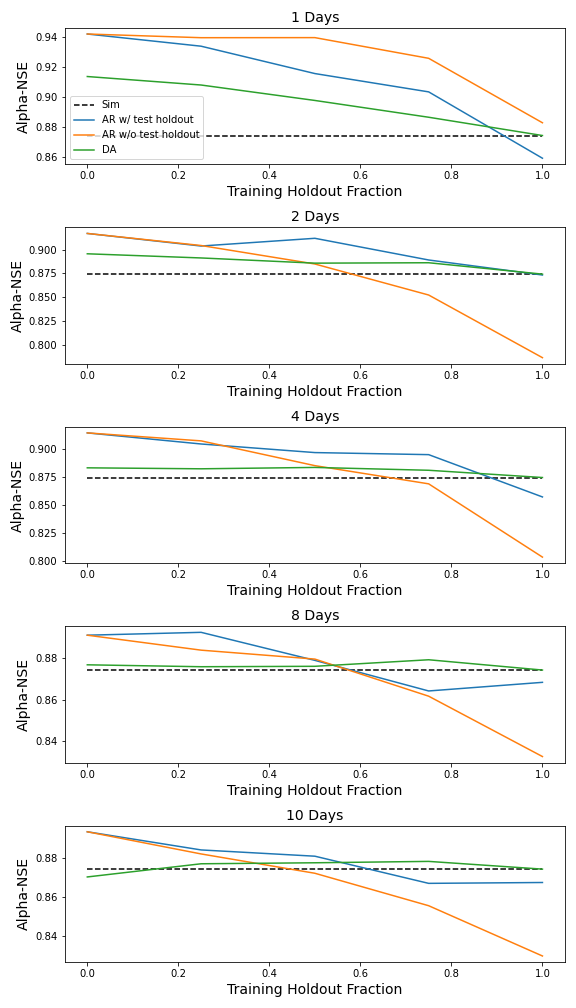 1 Days
0.94
0.92
0.90
0.88
0.86
Alpha-NSE
Sim
AR w/ test holdout
AR w/o test holdout
DA
0.0 0.2 0.4 0.6 0.8 1.0
Training Holdout Fraction
2 Days
0.900
0.875
0.850
0.825
0.800
Alpha-NSE
0.0 0.2 0.4 0.6 0.8 1.0
Training Holdout Fraction
4 Days
0.900
0.875
0.850
0.825
0.800
Alpha-NSE
0.0 0.2 0.4 0.6 0.8 1.0
Training Holdout Fraction
8 Days
0.88
0.86
0.84
Alpha-NSE
0.0 0.2 0.4 0.6 0.8 1.0
Training Holdout Fraction
10 Days
0.88
0.86
0.84
Alpha-NSE
0.0 0.2 0.4 0.6 0.8 1.0
Training Holdout Fraction